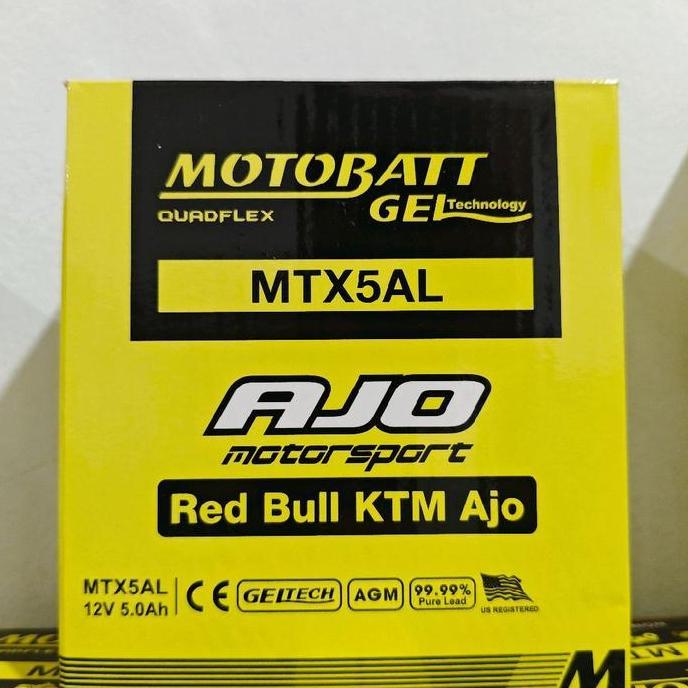 MOTOBATT
QUADFLEX
GEL Technology
MTX5AL
AJO
motorsport
Red Bull KTM Ajo
MTX5AL
12V 5.0Ah
CE
GELTECH
AGM
99.99%
Pure Lead
US REGISTERED
M